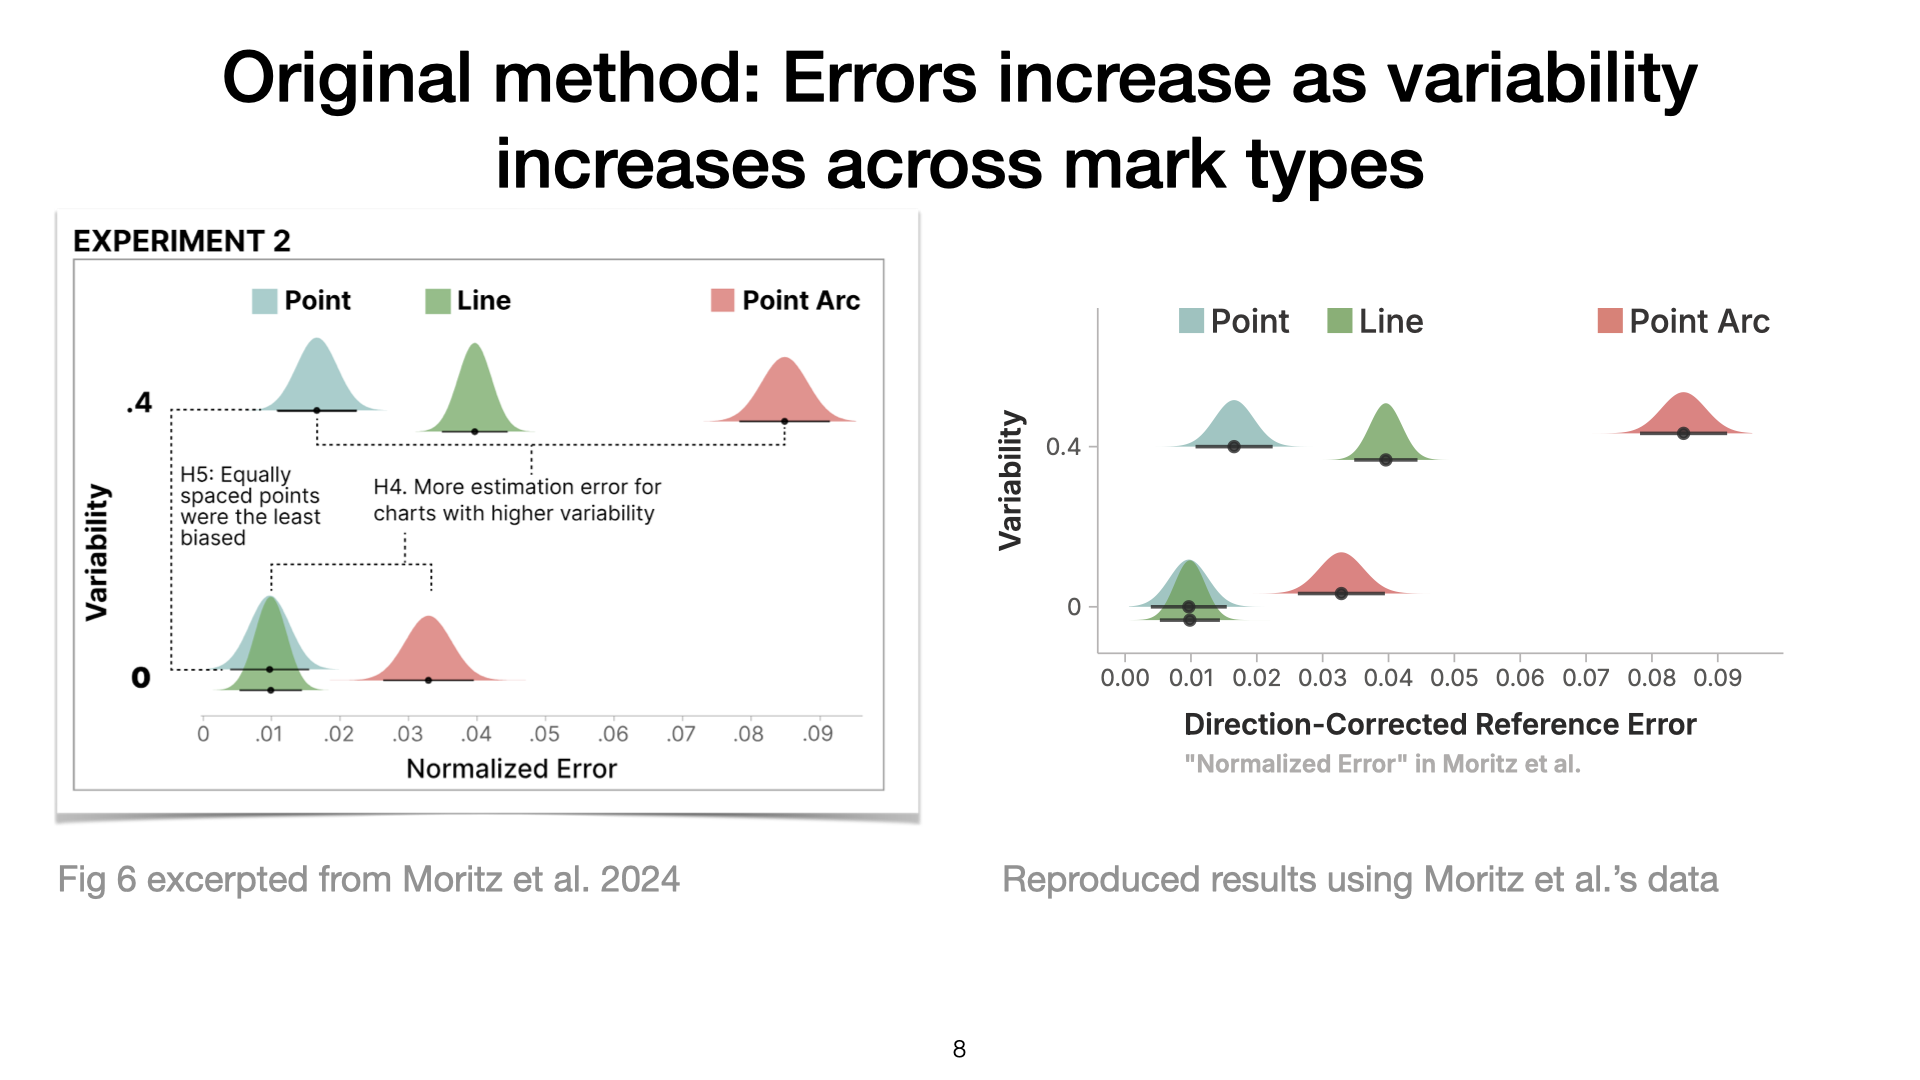 Original method: Errors increase as variability
increases across mark types
EXPERIMENT 2
Point
Line
Point Arc
.4
H5: Equally
spaced points
were the least
biased
H4. More estimation error for
charts with higher variability
Variability
0
0 .01 .02 .03 .04 .05 .06 .07 .08 .09
Normalized Error
Fig 6 excerpted from Moritz et al. 2024
Point
Line
Point Arc
Variability
0.4
0
0.00 0.01 0.02 0.03 0.04 0.05 0.06 0.07 0.08 0.09
Direction-Corrected Reference Error
"Normalized Error" in Moritz et al.
Reproduced results using Moritz et al.’s data
8